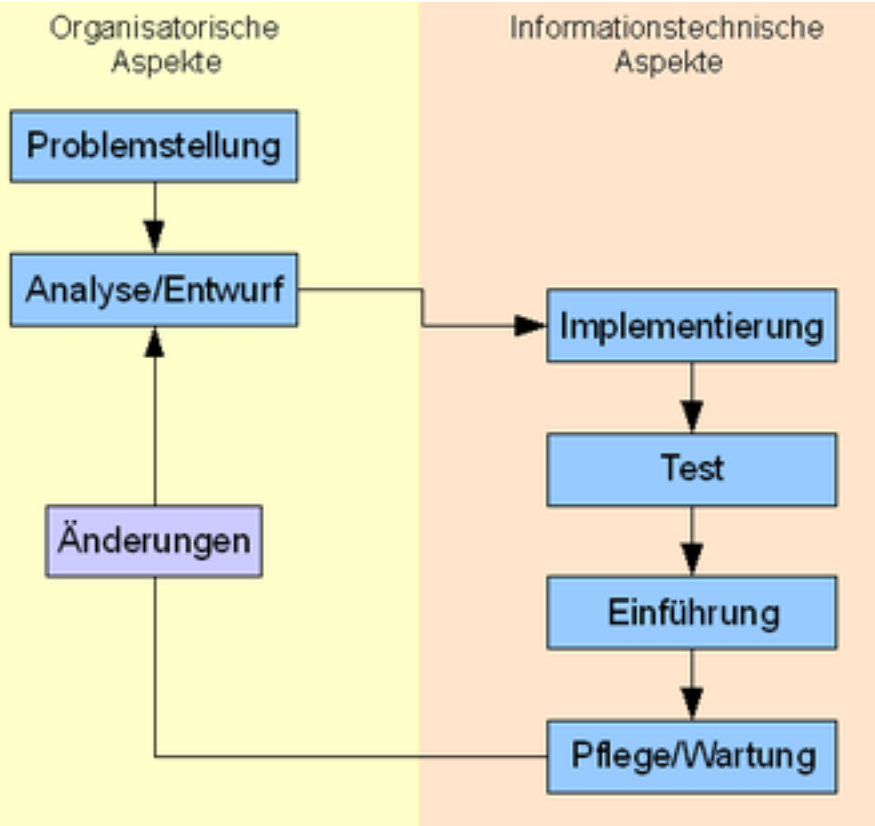 Organisatorische
Aspekte
Informationstechnische
Aspekte
Problemstellung
Analyse/Entwurf
Implementierung
Test
Änderungen
Einführung
Pflege/Wartung